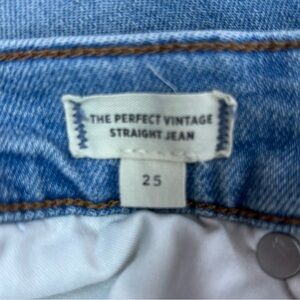 THE PERFECT VINTAGE
STRAIGHT JEAN
25